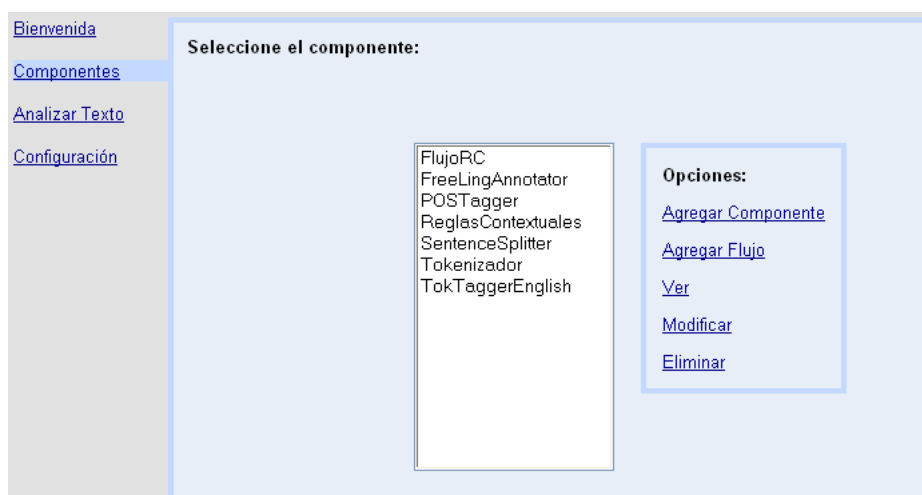 Bienvenida
Componentes
Analizar Texto
Configuración
Seleccione el componente:
FlujoRC
FreeLingAnnotator
POSTagger
ReglasContextuales
SentenceSplitter
Tokenizador
TokTaggerEnglish
Opciones:
Agregar Componente
Agregar Flujo
Ver
Modificar
Eliminar